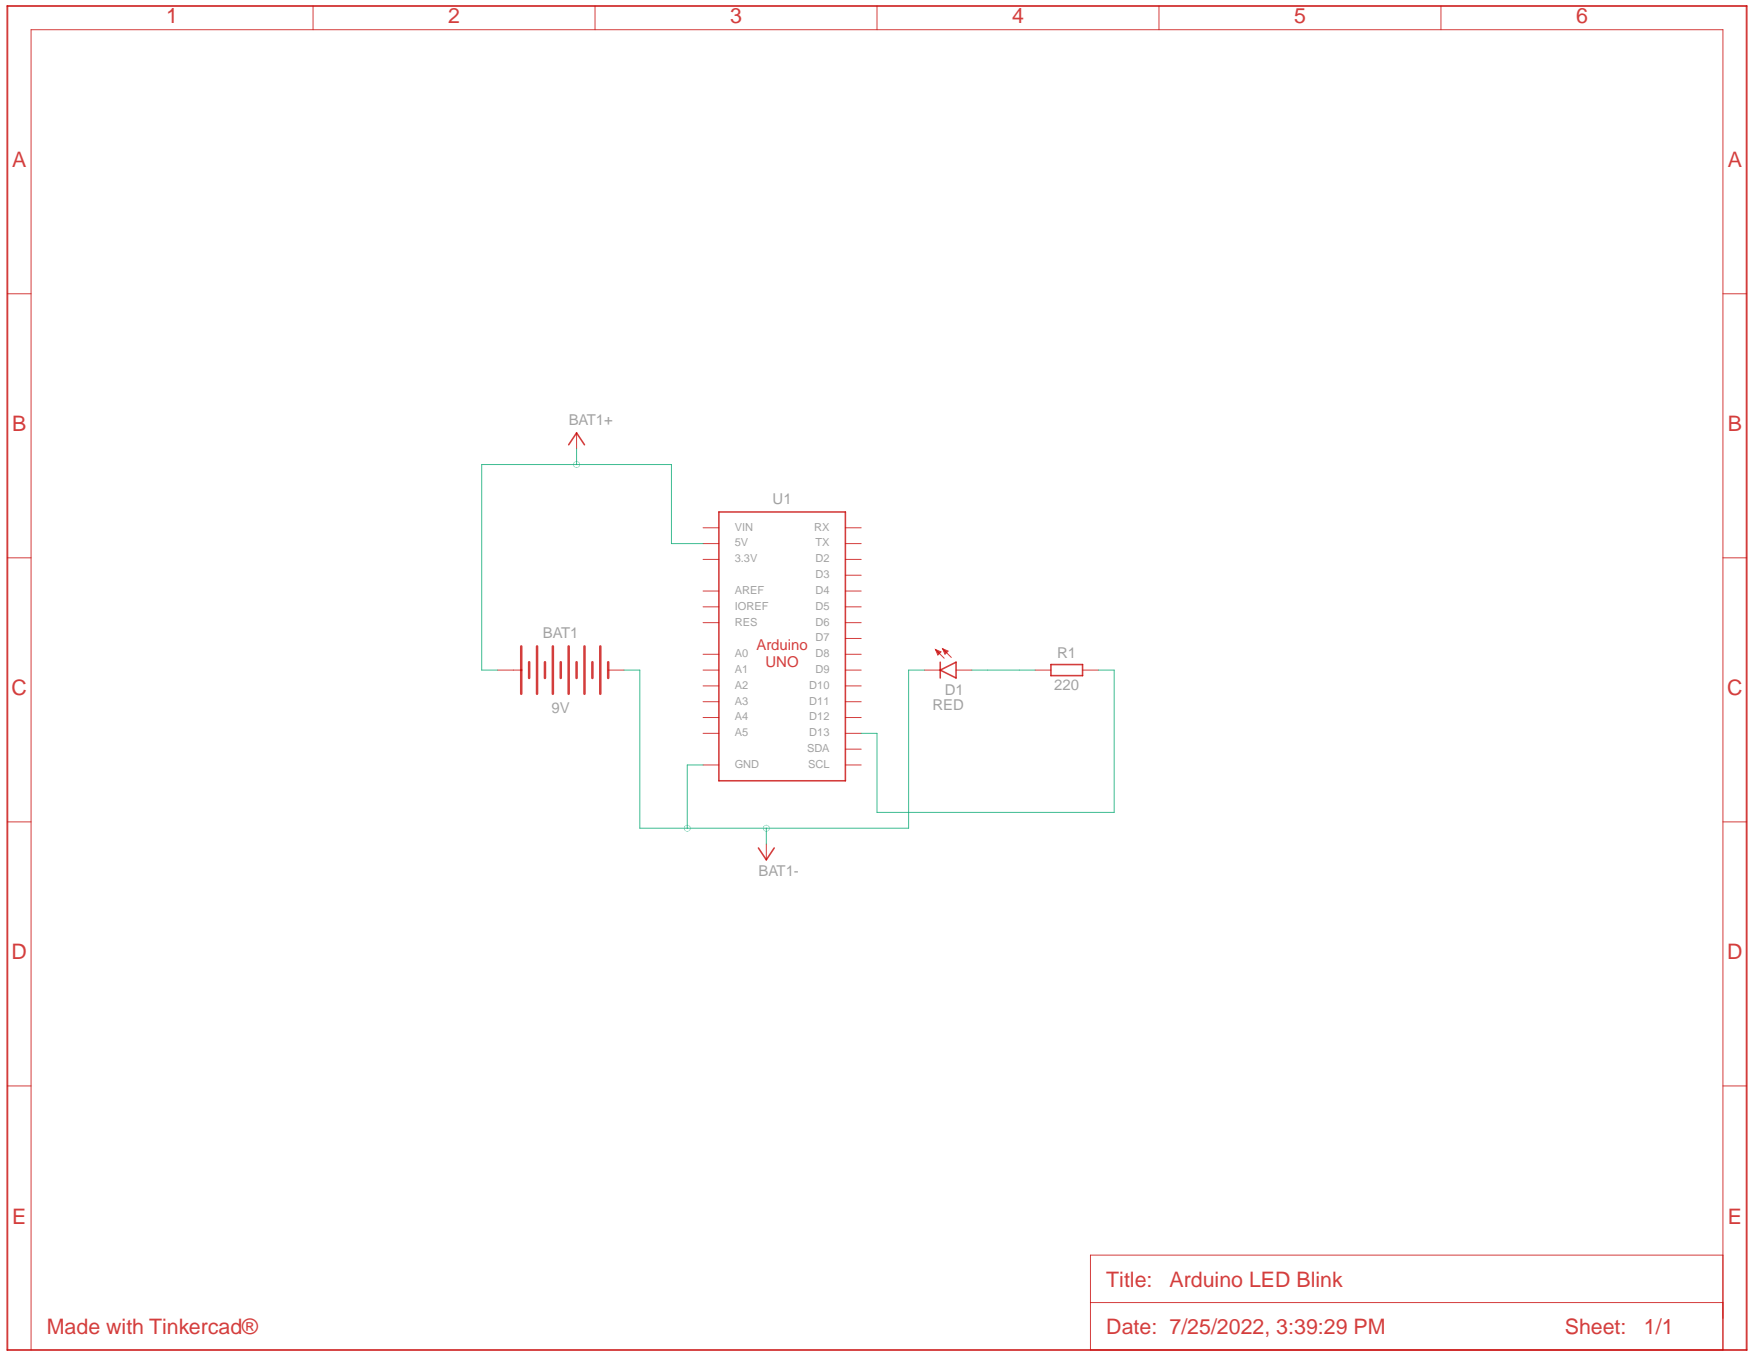 1 2 3 4 5 6
A A
BAT1+
B B
U1
VIN RX
5V TX
3.3V D2
D3
AREF D4
IOREF D5
RES D6
D7
Arduino
UNO
A0 D8
A1 D9
A2 D10
A3 D11
A4 D12
A5 D13
SDA
GND SCL
BAT1
9V
D1
RED
R1
220
C C
BAT1-
D D
E E
Title: Arduino LED Blink
Date: 7/25/2022, 3:39:29 PM Sheet: 1/1
Made with Tinkercad®